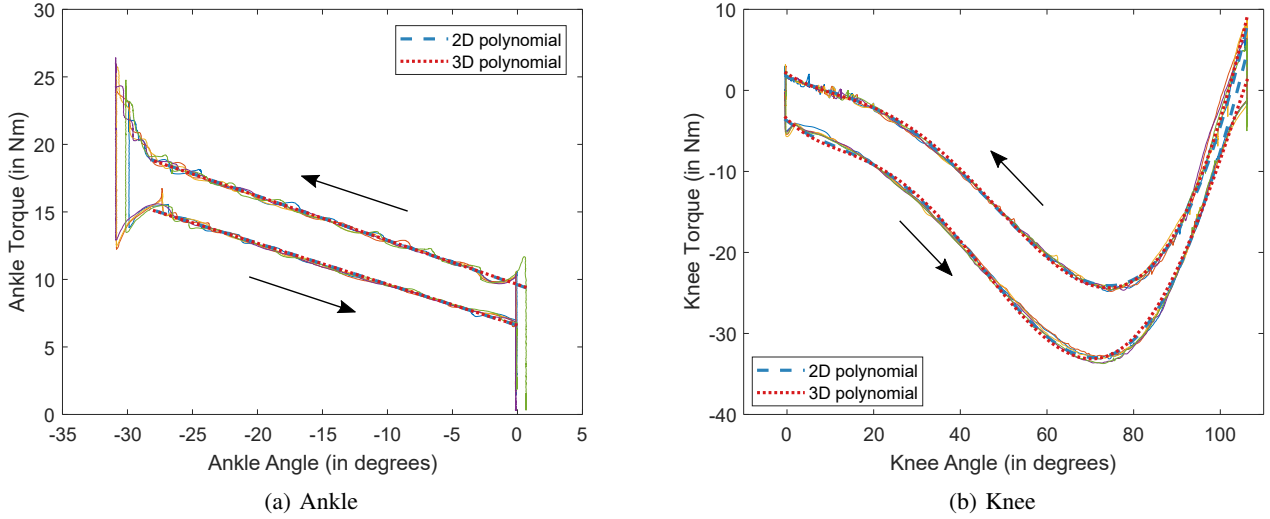 30
25
20
15
10
5
0
-35
-30
-25
-20
-15
-10
-5
0
5
Ankle Torque (in Nm)
Ankle Angle (in degrees)
2D polynomial
3D polynomial
(a) Ankle
10
0
-10
-20
-30
-40
0
20
40
60
80
100
Knee Torque (in Nm)
Knee Angle (in degrees)
2D polynomial
3D polynomial
(b) Knee